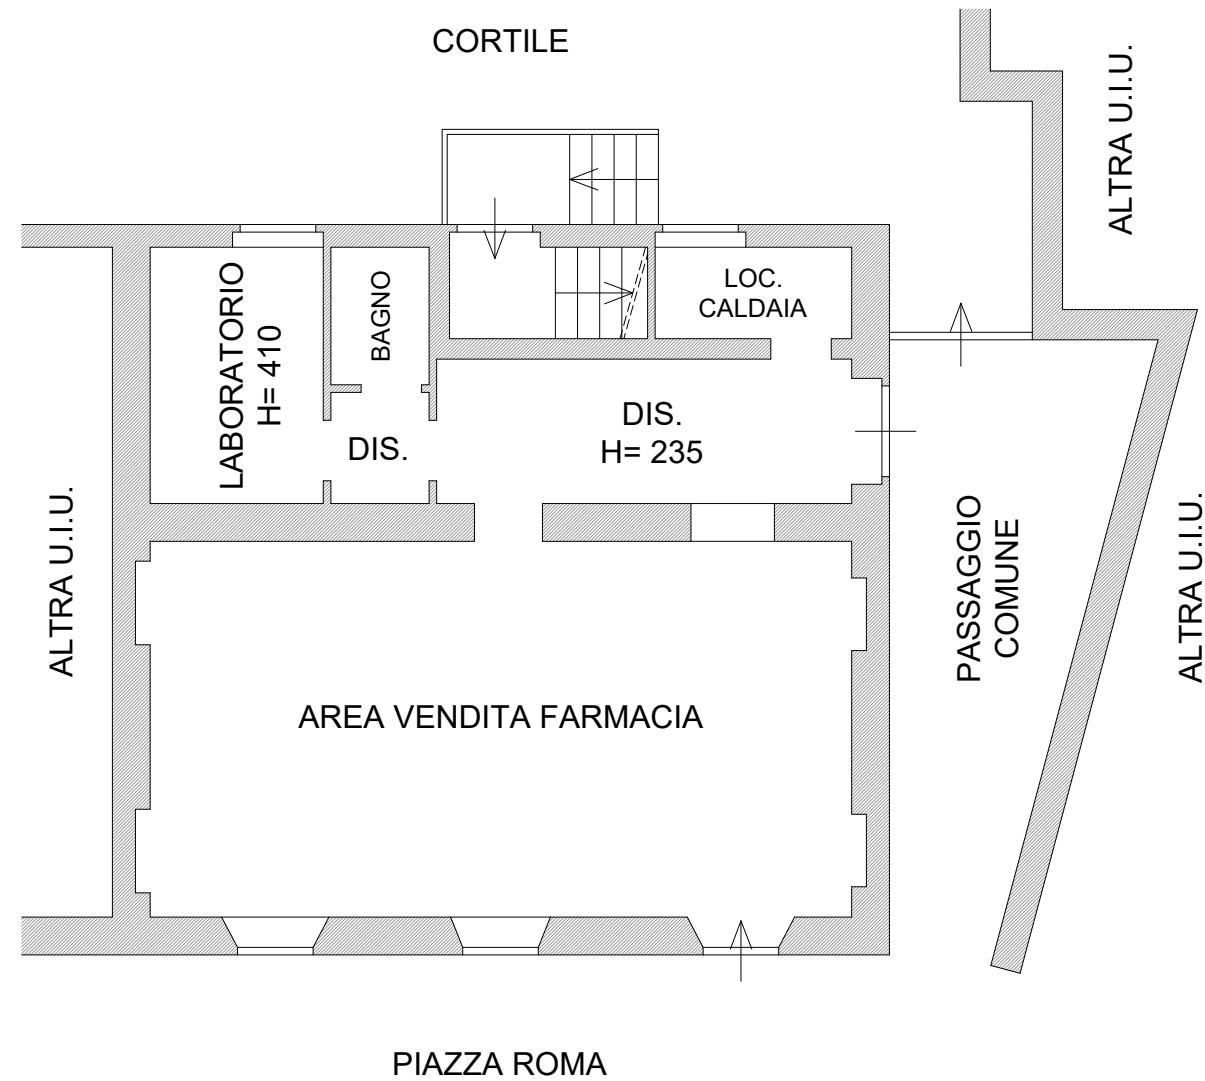 CORTILE
ALTRA U.I.U.
LABORATORIO
H= 410
BAGNO
LOC.
CALDAIA
DIS.
DIS.
H= 235
ALTRA U.I.U.
PASSAGGIO
COMUNE
ALTRA U.I.U.
AREA VENDITA FARMACIA
PIAZZA ROMA